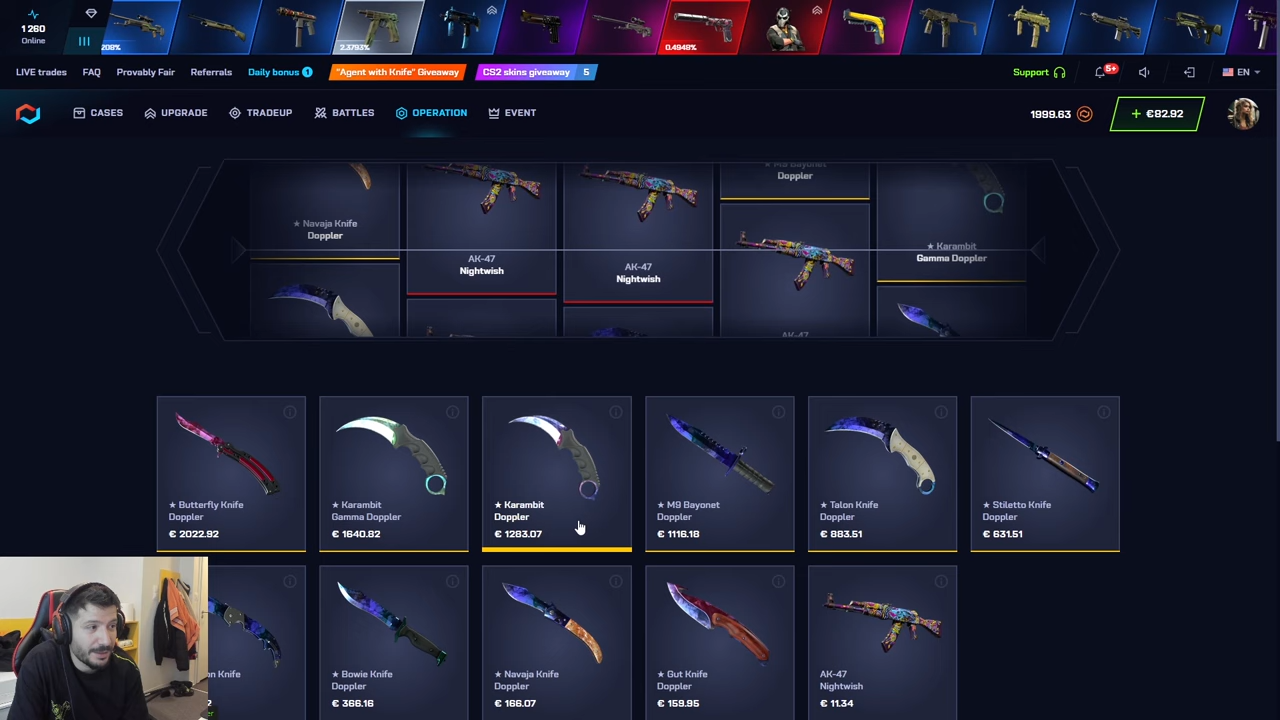 1 260
Online
208%
2.3793%
0.4948%
LIVE trades
FAQ
Provably Fair
Referrals
Daily bonus 1
"Agent with Knife" Giveaway
CS2 skins giveaway 5
Support
5+
EN
CASES
UPGRADE
TRADEUP
BATTLES
OPERATION
EVENT
1999.63
+ €82.92
★ Navaja Knife
Doppler
AK-47
Nightwish
AK-47
Nightwish
M9 Bayonet
Doppler
AK-47
★ Karambit
Gamma Doppler
★ Butterfly Knife
Doppler
€ 2022.92
★ Karambit
Gamma Doppler
€ 1640.82
★ Karambit
Doppler
€ 1283.07
★ M9 Bayonet
Doppler
€ 1116.18
★ Talon Knife
Doppler
€ 883.51
★ Stiletto Knife
Doppler
€ 631.51
Knife
★ Bowie Knife
Doppler
€ 366.16
★ Navaja Knife
Doppler
€ 166.07
★ Gut Knife
Doppler
€ 159.95
AK-47
Nightwish
€ 11.34